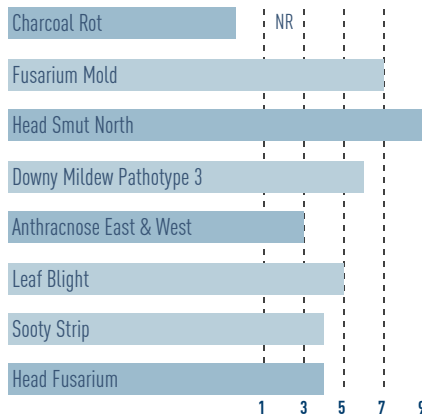 Charcoal Rot NR
Fusarium Mold
Head Smut North
Downy Mildew Pathotype 3
Anthracnose East & West
Leaf Blight
Sooty Strip
Head Fusarium
1 3 5 7 9